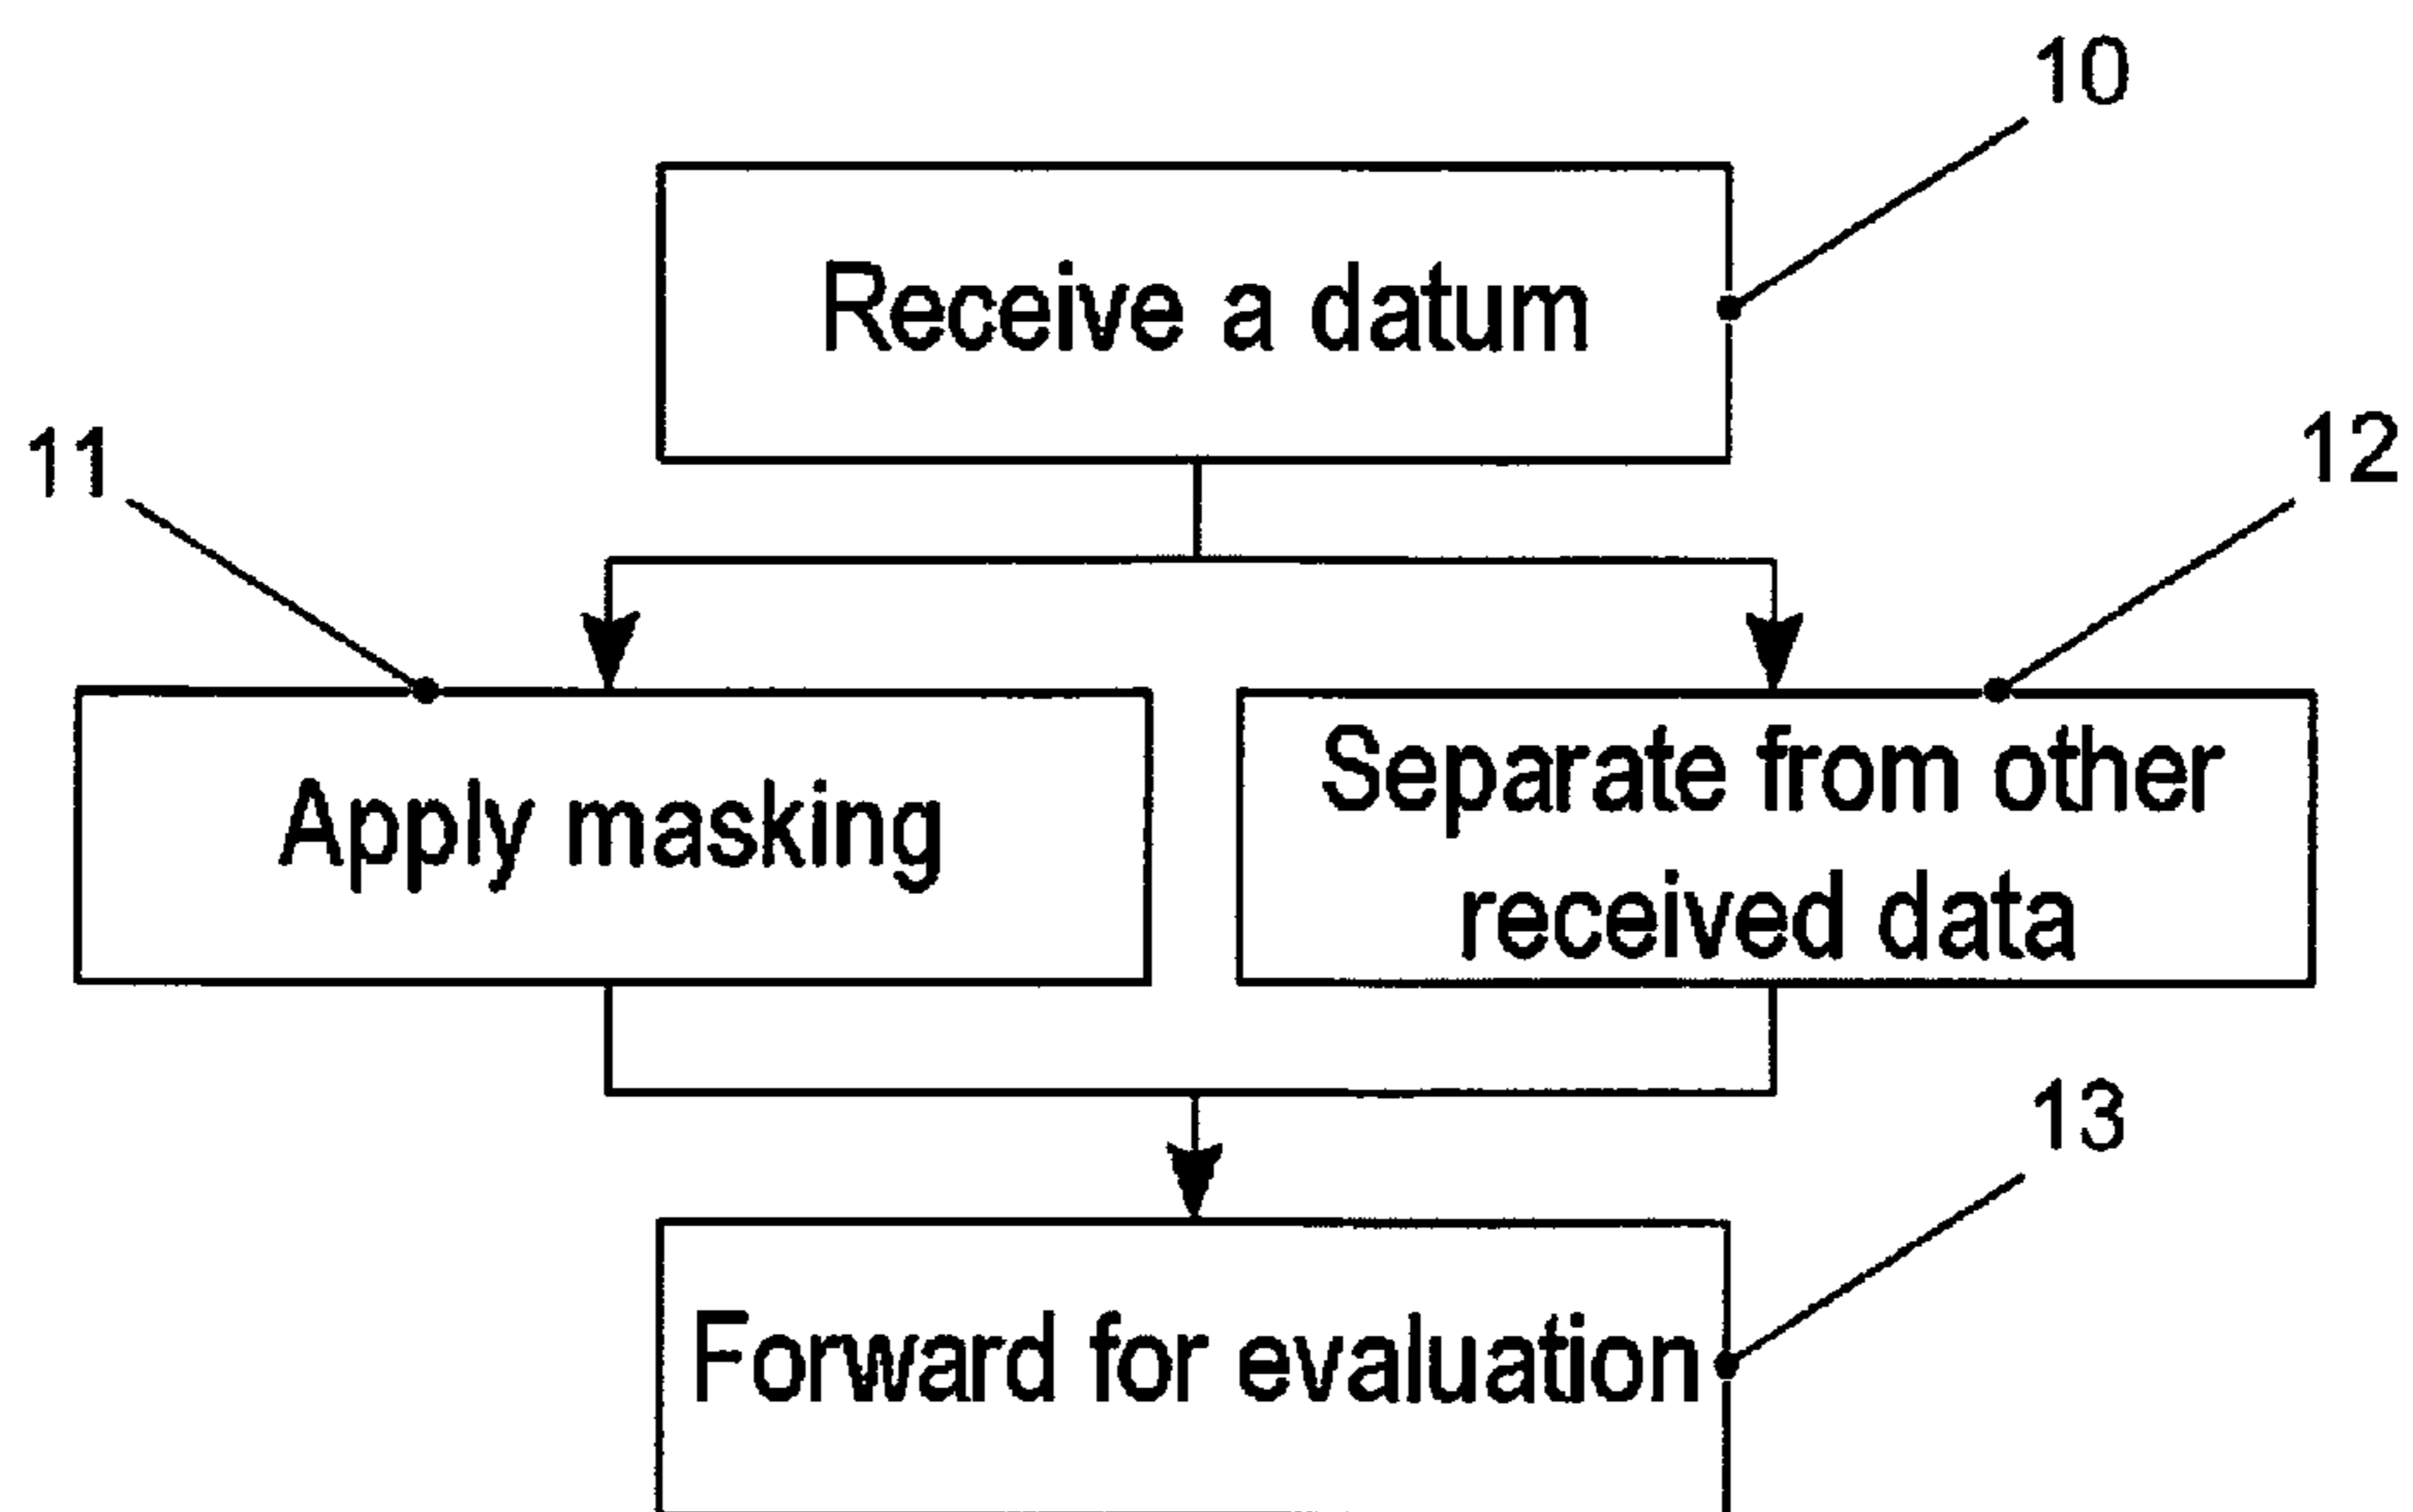 10
Receive a datum
11
12
Apply masking
Separate from other
received data
13
Forward for evaluation